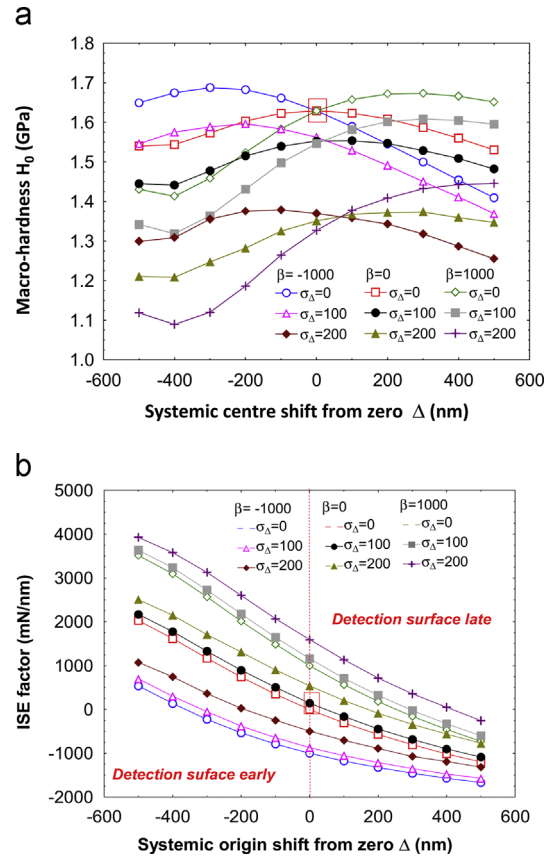 a
Macro-hardness H0 (GPa)
1.8
1.7
1.6
1.5
1.4
1.3
1.2
1.1
1.0
β= -1000 β=0 β=1000
σΔ=0 σΔ=0 σΔ=0
σΔ=100 σΔ=100 σΔ=100
σΔ=200 σΔ=200 σΔ=200
-600 -400 -200 0 200 400 600
Systemic centre shift from zero Δ (nm)
b
ISE factor (mN/nm)
5000
4000
3000
2000
1000
0
-1000
-2000
β= -1000 β=0 β=1000
σΔ=0 σΔ=0 σΔ=0
σΔ=100 σΔ=100 σΔ=100
σΔ=200 σΔ=200 σΔ=200
Detection surface late
Detection suface early
-600 -400 -200 0 200 400 600
Systemic origin shift from zero Δ (nm)